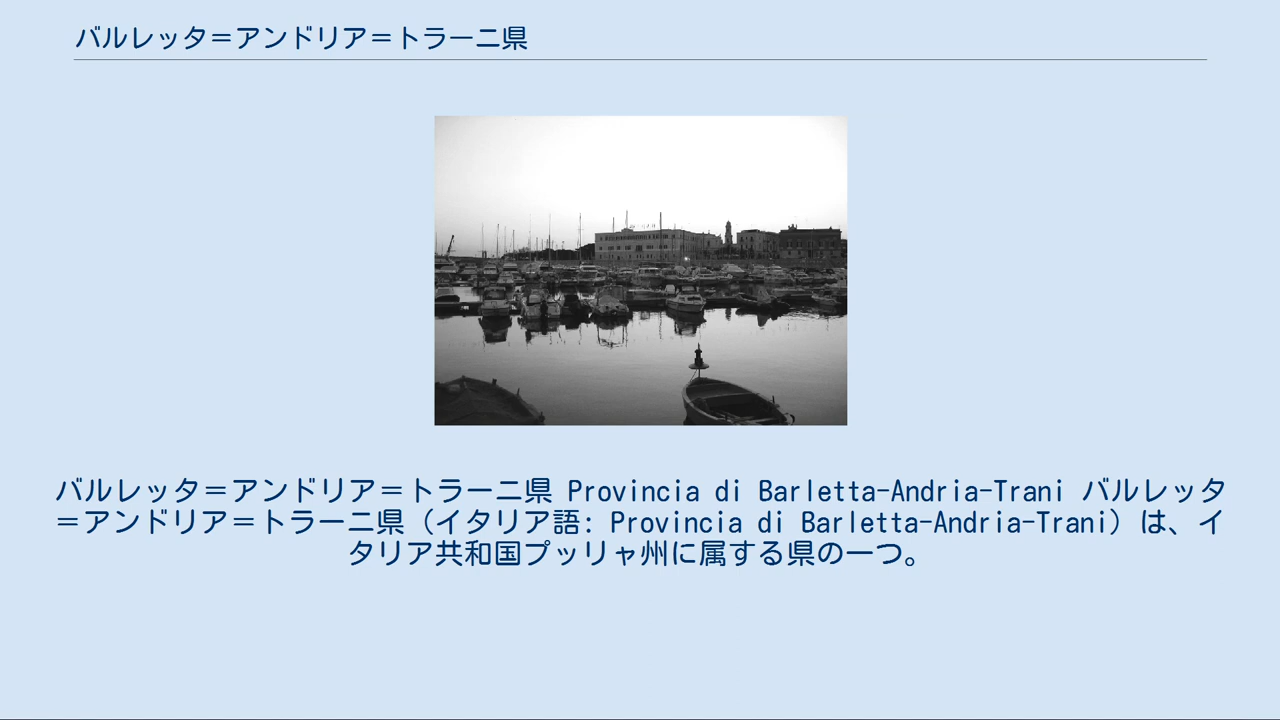 バルレッタ＝アンドリア＝トラーニ県
バルレッタ＝アンドリア＝トラーニ県 Provincia di Barletta-Andria-Trani バルレッタ
＝アンドリア＝トラーニ県（イタリア語: Provincia di Barletta-Andria-Trani）は、イ
タリア共和国プッリャ州に属する県の一つ。